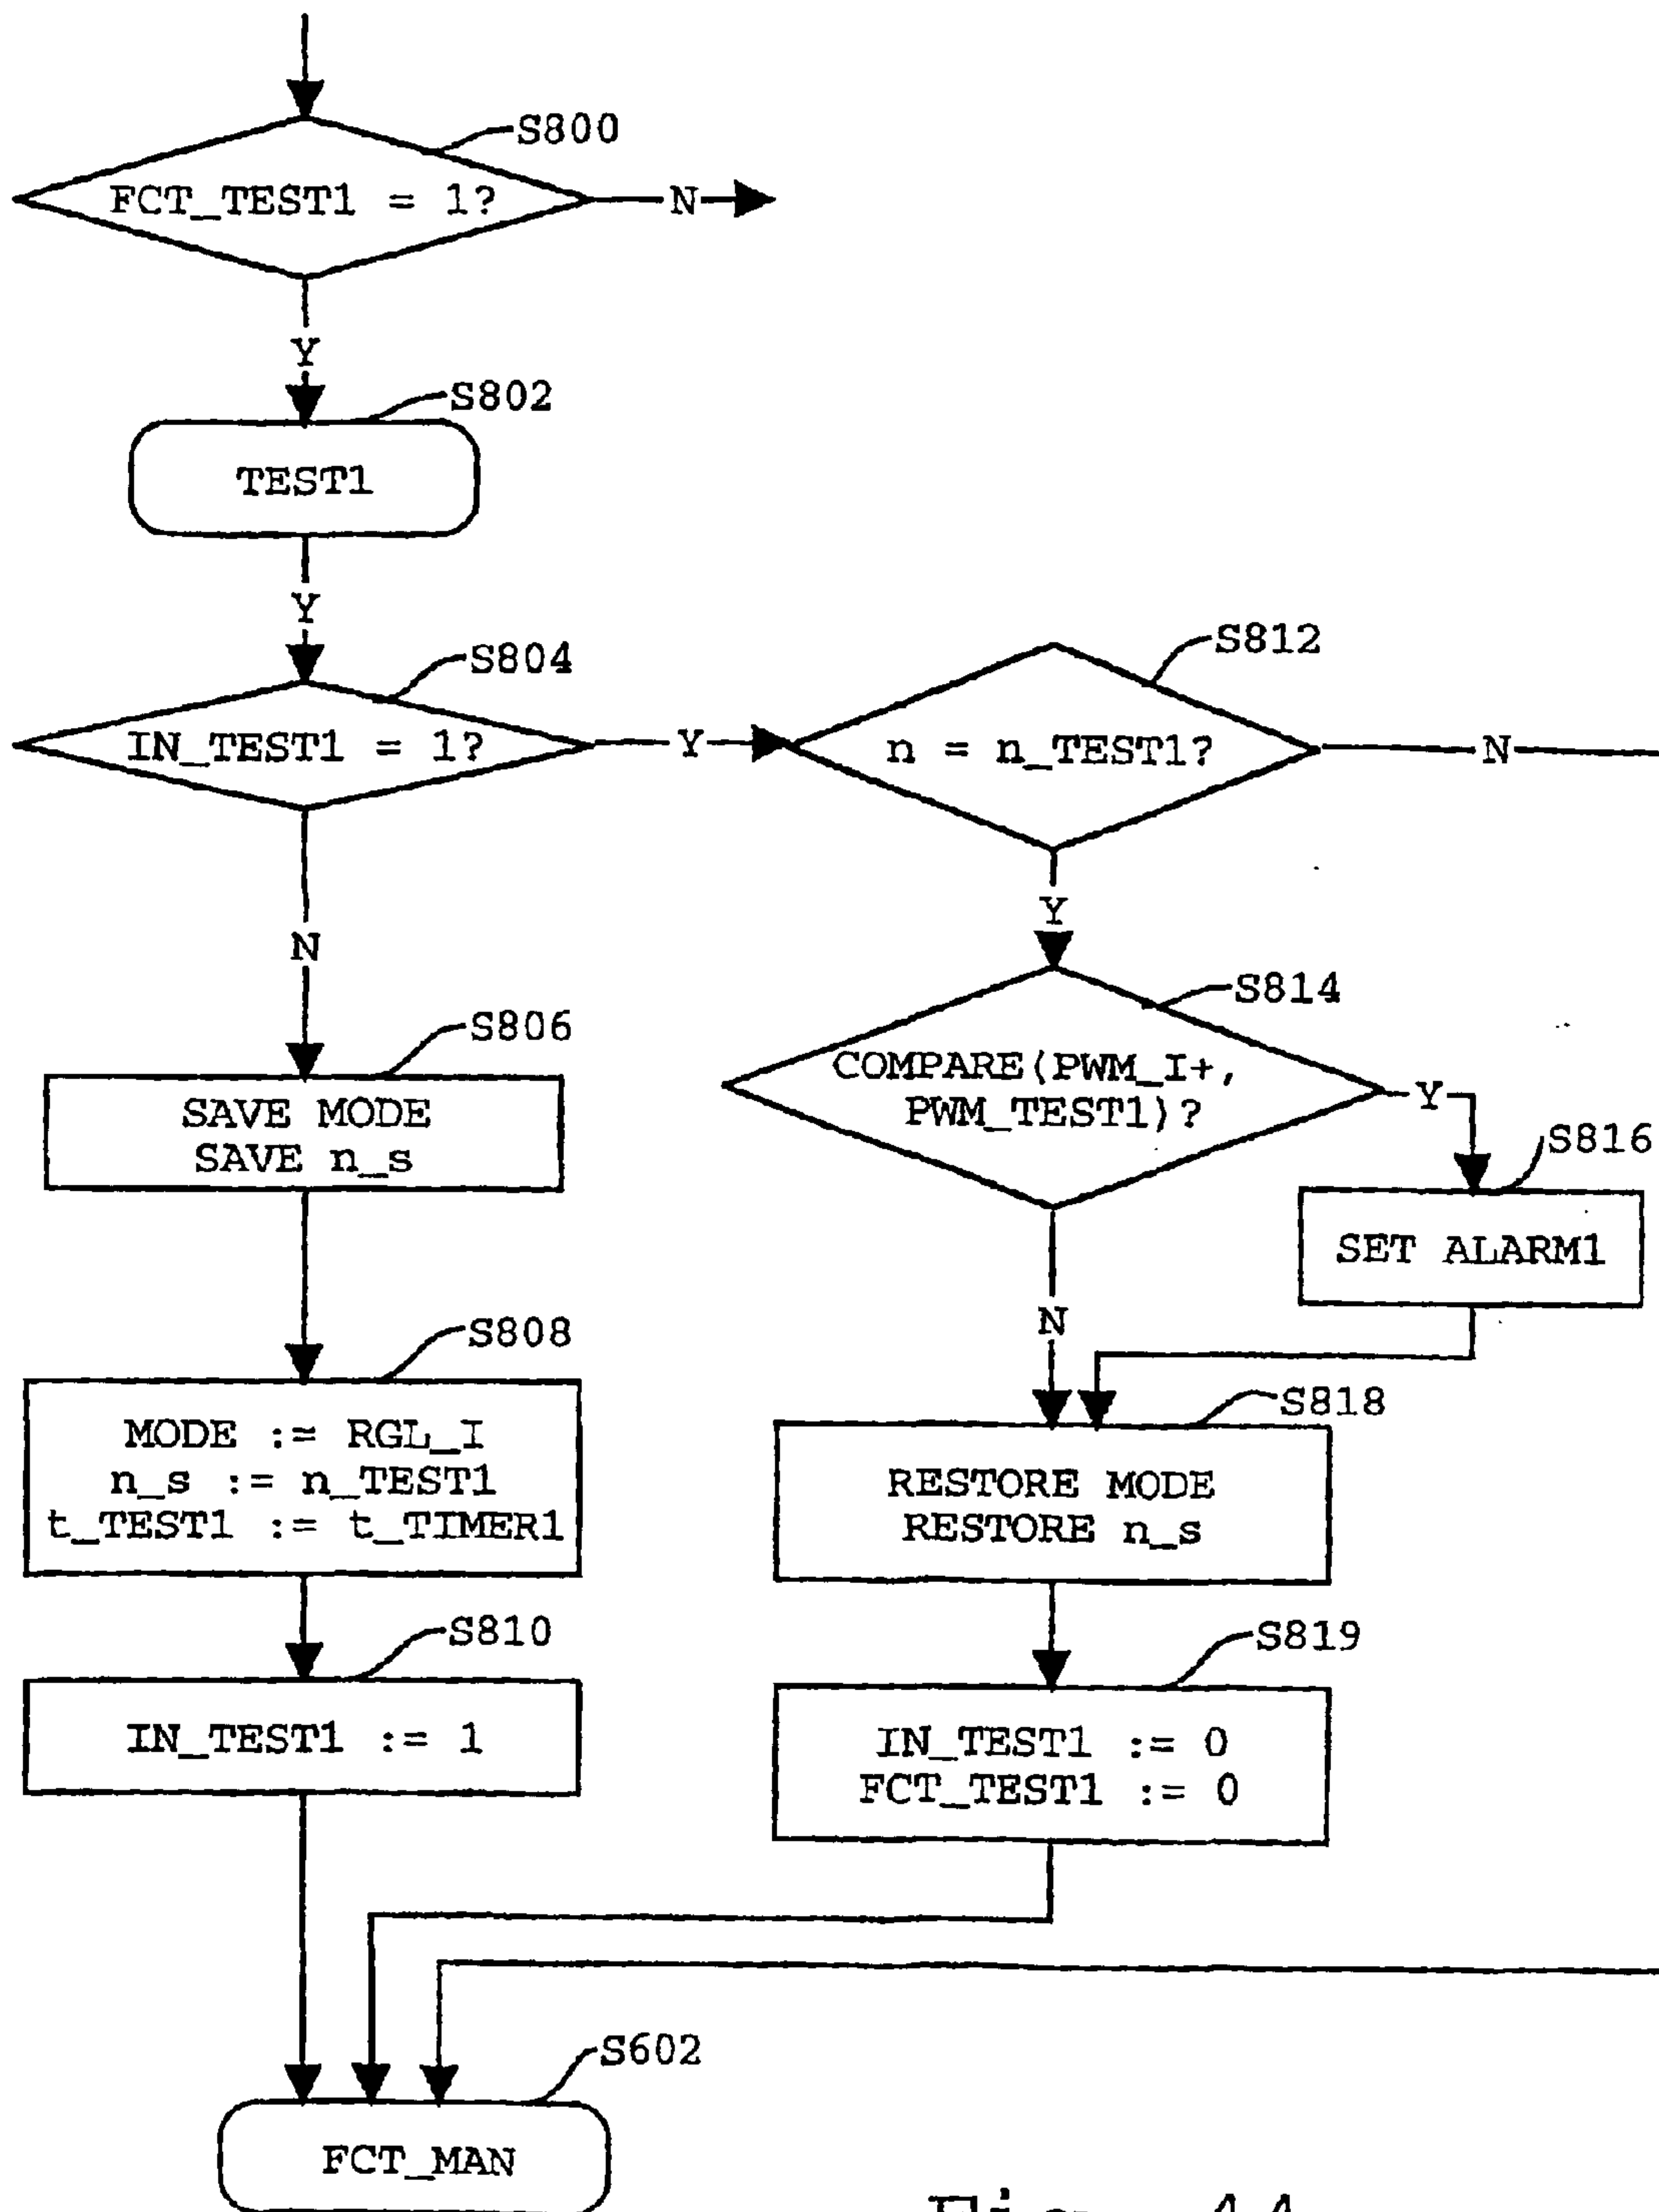 S800
FCT_TEST1 = 1?
N
Y
S802
TEST1
Y
S804
IN_TEST1 = 1?
Y
S812
n = n_TEST1?
N
Y
N
S814
COMPARE(PWM_I+,
PWM_TEST1)?
Y
S806
SAVE MODE
SAVE n_s
S816
SET ALARM1
N
S808
MODE := RGL_I
n_s := n_TEST1
t_TEST1 := t_TIMER1
S818
RESTORE MODE
RESTORE n_s
S810
IN_TEST1 := 1
S819
IN_TEST1 := 0
FCT_TEST1 := 0
S602
FCT_MAN